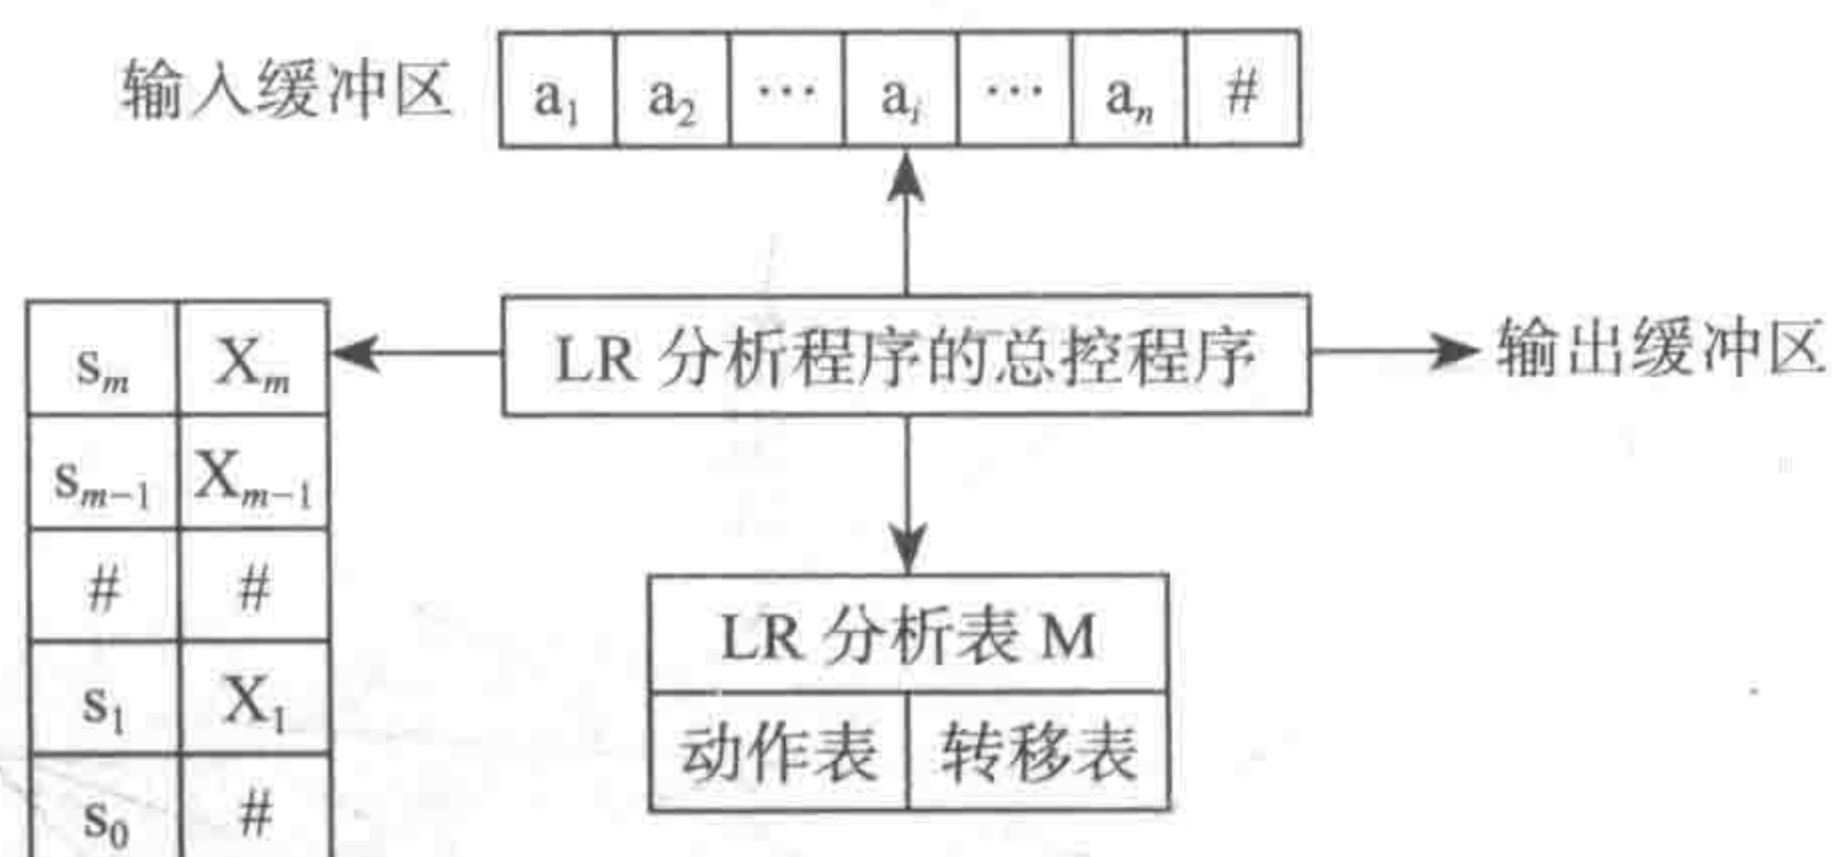 输入缓冲区 a₁ a₂ … aᵢ … aₙ #
sₘ Xₘ LR 分析程序的总控程序 输出缓冲区
sₘ₋₁ Xₘ₋₁
# # LR 分析表 M
s₁ X₁ 动作表 转移表
s₀ #